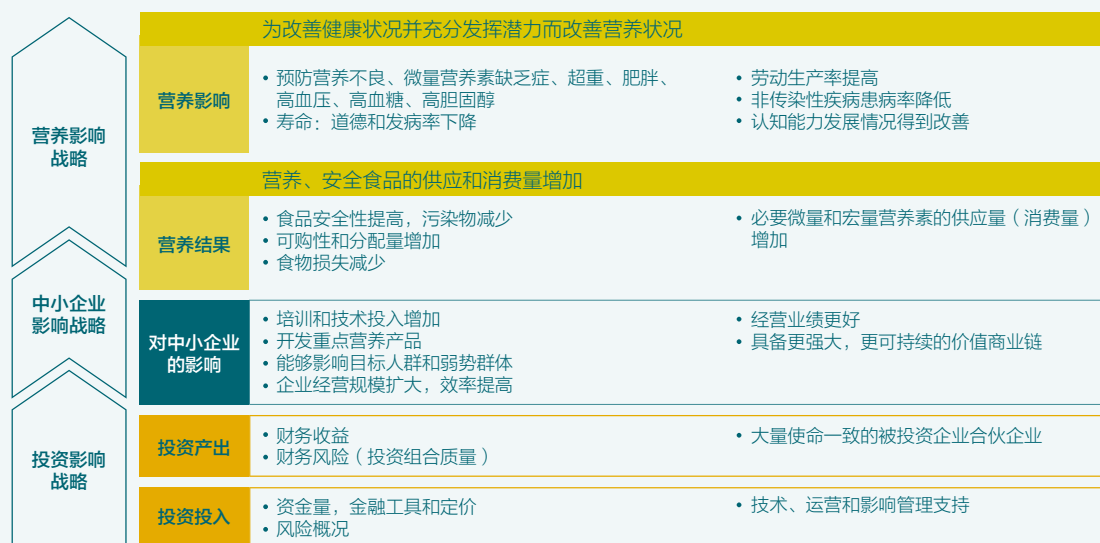 为改善健康状况并充分发挥潜力而改善营养状况
营养影响
• 预防营养不良、微量营养素缺乏症、超重、肥胖、
高血压、高血糖、高胆固醇
• 寿命：道德和发病率下降
• 劳动生产率提高
• 非传染性疾病患病率降低
• 认知能力发展情况得到改善
营养影响
战略
营养、安全食品的供应和消费量增加
营养结果
• 食品安全性提高，污染物减少
• 可购性和分配量增加
• 食物损失减少
• 必要微量和宏量营养素的供应量（消费量）
增加
中小企业
影响战略
对中小企业
的影响
• 培训和技术投入增加
• 开发重点营养产品
• 能够影响目标人群和弱势群体
• 企业经营规模扩大，效率提高
• 经营业绩更好
• 具备更强大，更可持续的价值商业链
投资影响
战略
投资产出
• 财务收益
• 财务风险（投资组合质量）
• 大量使命一致的被投资企业合伙企业
投资投入
• 资金量，金融工具和定价
• 风险概况
• 技术、运营和影响管理支持